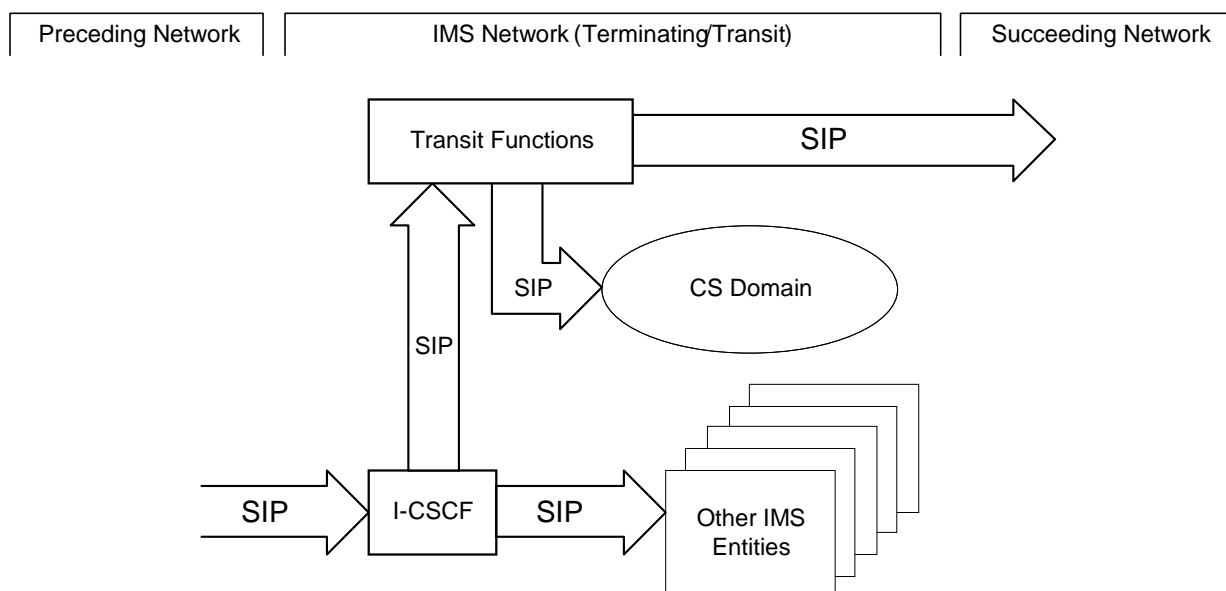 Preceding Network
IMS Network (Terminating/Transit)
Succeeding Network
Transit Functions
SIP
SIP
CS Domain
SIP
SIP
I-CSCF
SIP
Other IMS
Entities